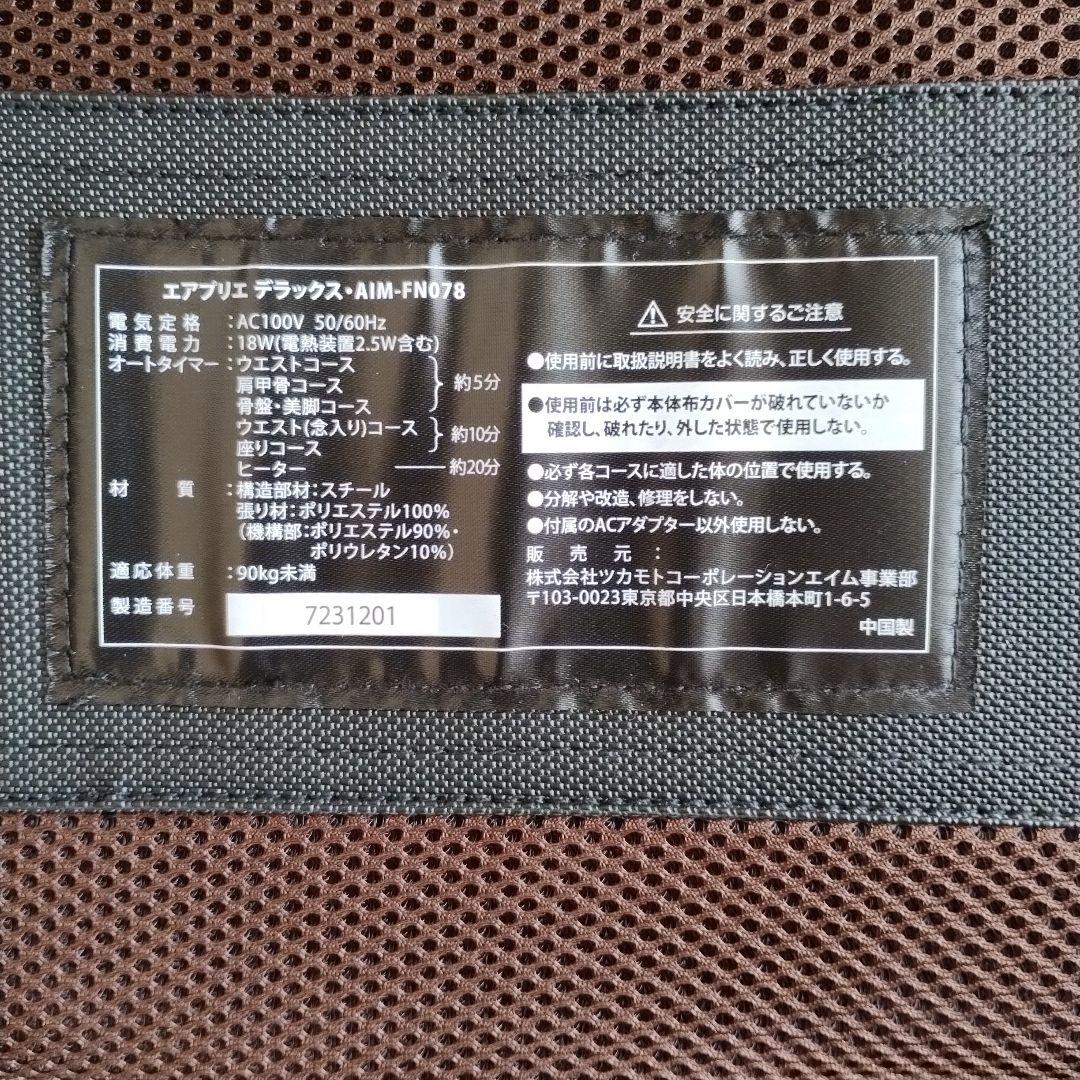 エアプリエ デラックス・AIM-FN078
電気定格：AC100V 50/60Hz
消費電力：18W(電熱装置2.5W含む)
オートタイマー：ウエストコース
肩甲骨コース
骨盤・美脚コース
約5分
ウエスト(念入り)コース
座りコース
約10分
ヒーター ―― 約20分
材質：構造部材：スチール
張り材：ポリエステル100%
(機構部：ポリエステル90%・
ポリウレタン10%)
適応体重：90kg未満
製造番号 7231201
⚠ 安全に関するご注意
●使用前に取扱説明書をよく読み、正しく使用する。
●使用前は必ず本体布カバーが破れていないか
確認し、破れたり、外した状態で使用しない。
●必ず各コースに適した体の位置で使用する。
●分解や改造、修理をしない。
●付属のACアダプター以外使用しない。
販売元：
株式会社ツカモトコーポレーションエイム事業部
〒103-0023東京都中央区日本橋本町1-6-5
中国製